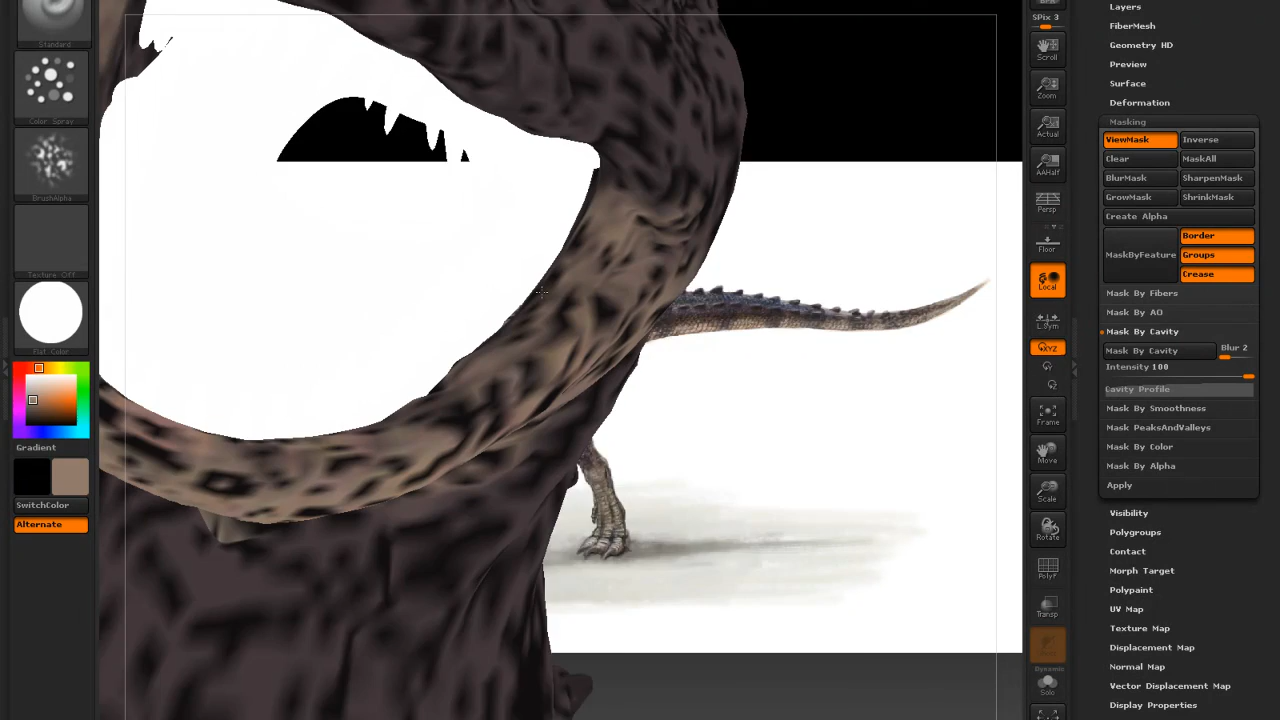 Standard
Color Spray
BrushAlpha
Texture Off
Flat Color
Gradient
SwitchColor
Alternate
SPix 3
Scroll
Zoom
Actual
AAHalf
Persp
Floor
Local
L.Sym
XYZ
Frame
Move
Scale
Rotate
PolyF
Transp
Dynamic
Solo
Layers
FiberMesh
Geometry HD
Preview
Surface
Deformation
Masking
ViewMask Inverse
Clear MaskAll
BlurMask SharpenMask
GrowMask ShrinkMask
Create Alpha
MaskByFeature
Border
Groups
Crease
Mask By Fibers
Mask By AO
Mask By Cavity
Mask By Cavity Blur 2
Intensity 100
Cavity Profile
Mask By Smoothness
Mask PeaksAndValleys
Mask By Color
Mask By Alpha
Apply
Visibility
Polygroups
Contact
Morph Target
Polypaint
UV Map
Texture Map
Displacement Map
Normal Map
Vector Displacement Map
Display Properties